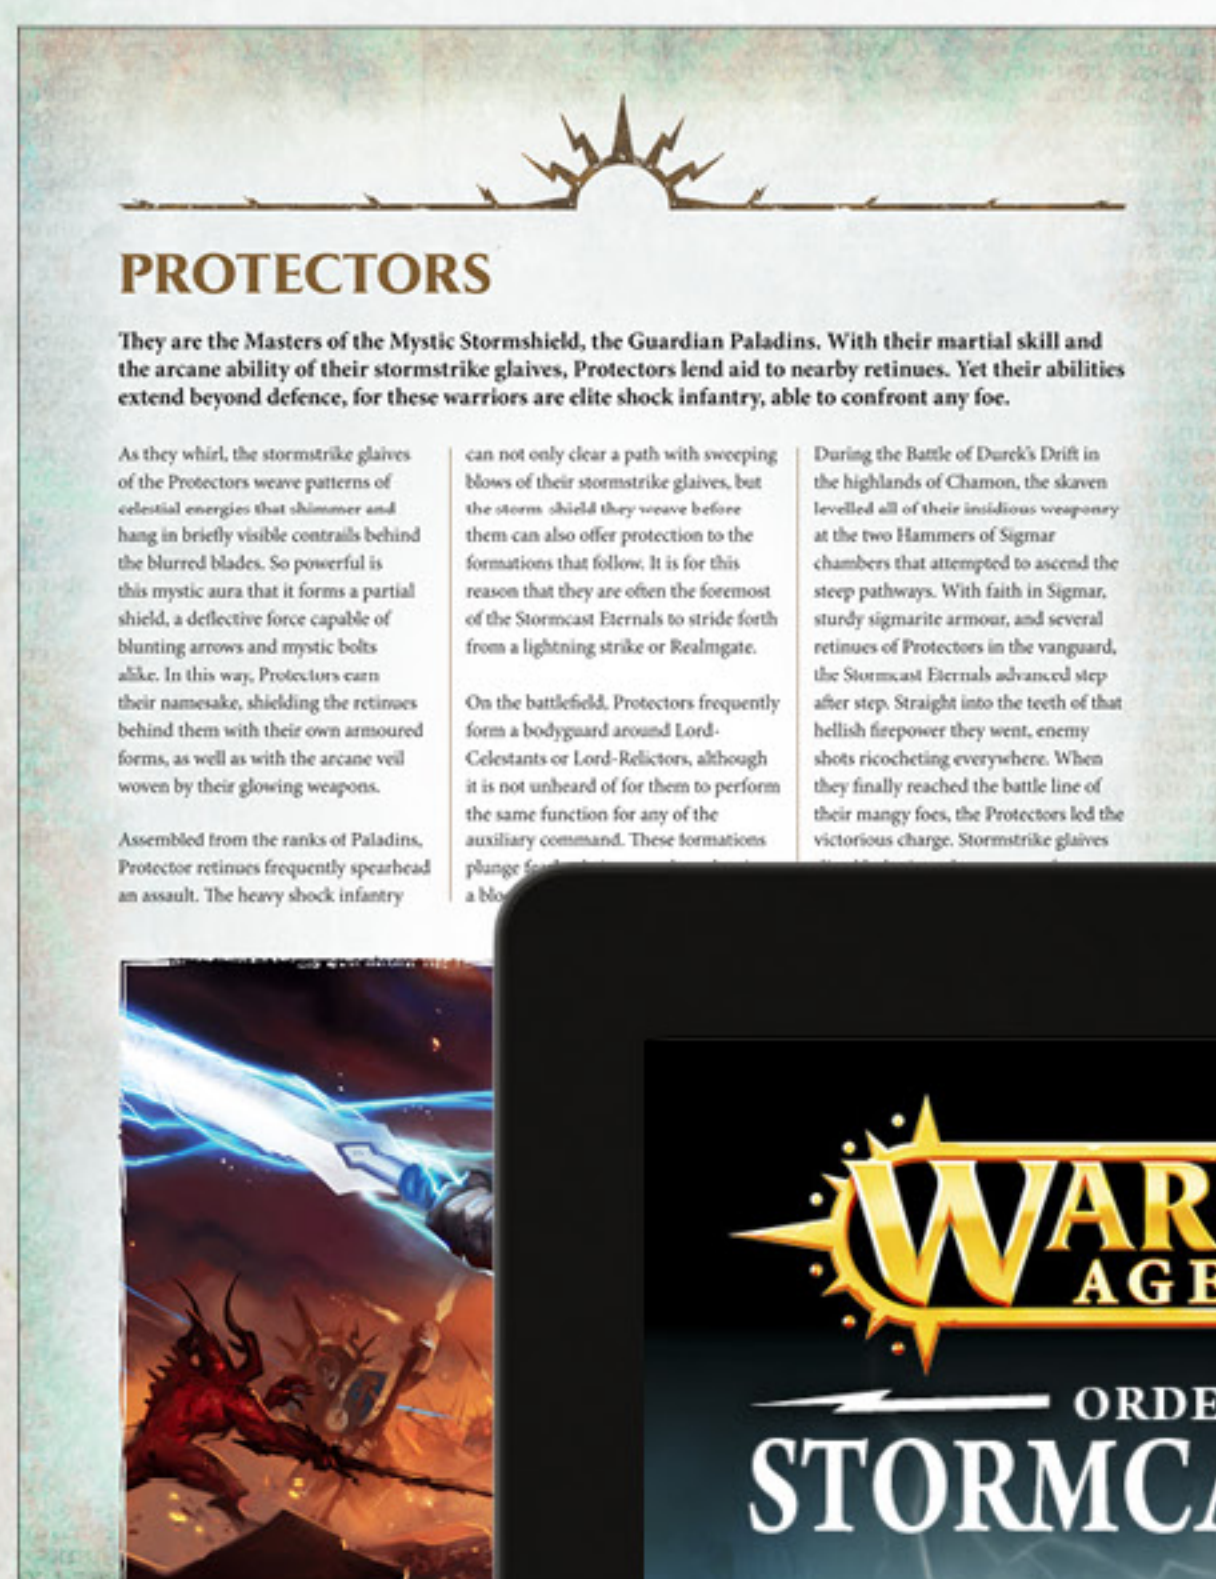 PROTECTORS
They are the Masters of the Mystic Stormshield, the Guardian Paladins. With their martial skill and
the arcane ability of their stormstrike glaives, Protectors lend aid to nearby retinues. Yet their abilities
extend beyond defence, for these warriors are elite shock infantry, able to confront any foe.
As they whirl, the stormstrike glaives
of the Protectors weave patterns of
celestial energies that shimmer and
hang in briefly visible contrails behind
the blurred blades. So powerful is
this mystic aura that it forms a partial
shield, a deflective force capable of
blunting arrows and mystic bolts
alike. In this way, Protectors earn
their namesake, shielding the retinues
behind them with their own armoured
forms, as well as with the arcane veil
woven by their glowing weapons.
Assembled from the ranks of Paladins,
Protector retinues frequently spearhead
an assault. The heavy shock infantry
can not only clear a path with sweeping
blows of their stormstrike glaives, but
the storm shield they weave before
them can also offer protection to the
formations that follow. It is for this
reason that they are often the foremost
of the Stormcast Eternals to stride forth
from a lightning strike or Realmgate.
On the battlefield, Protectors frequently
form a bodyguard around Lord-
Celestants or Lord-Relictors, although
it is not unheard of for them to perform
the same function for any of the
auxiliary command. These formations
plunge
a
During the Battle of Durek's Drift in
the highlands of Chamon, the skaven
levelled all of their insidious weaponry
at the two Hammers of Sigmar
chambers that attempted to ascend the
steep pathways. With faith in Sigmar,
sturdy sigmarite armour, and several
retinues of Protectors in the vanguard,
the Stormcast Eternals advanced step
after step. Straight into the teeth of that
hellish firepower they went, enemy
shots ricocheting everywhere. When
they finally reached the battle line of
their mangy foes, the Protectors led the
victorious charge. Stormstrike glaives
WAR
AGE
ORDE
STORMCA